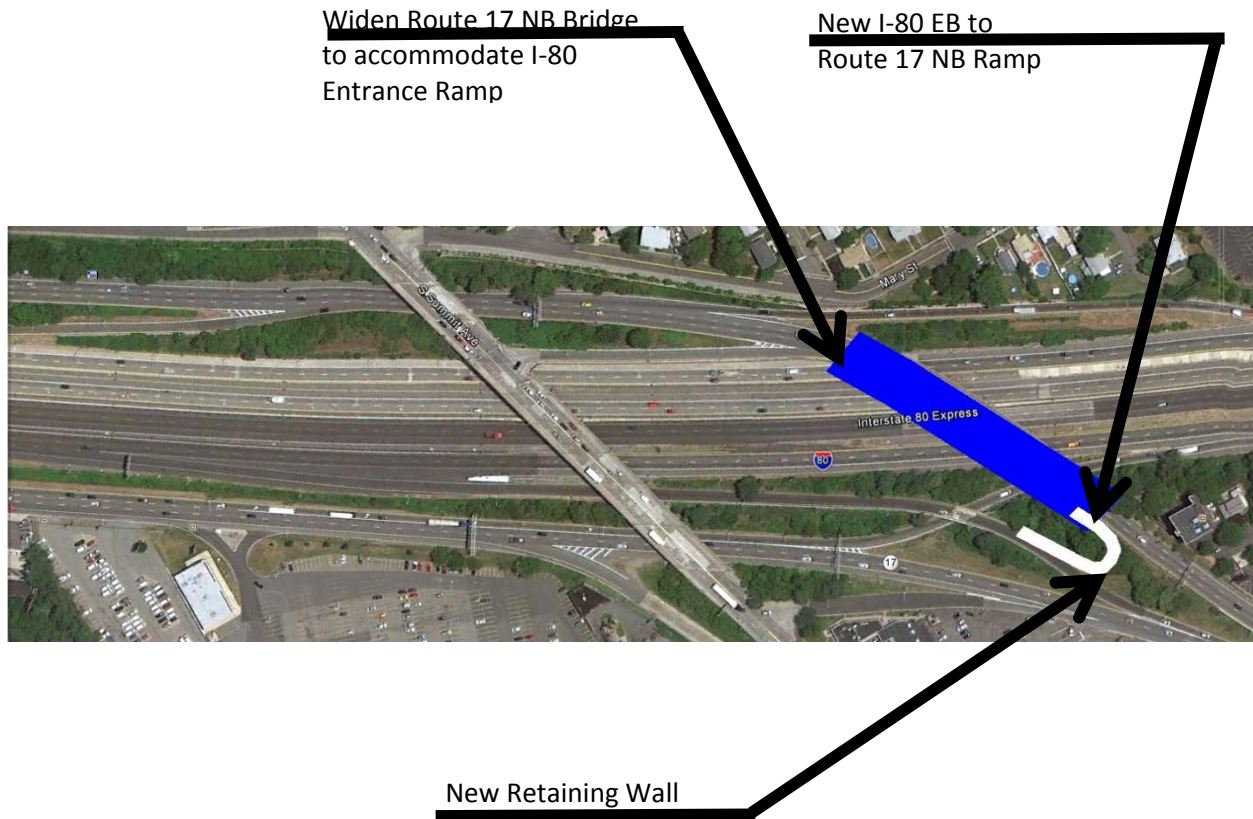 Widen Route 17 NB Bridge
to accommodate I-80
Entrance Ramp
New I-80 EB to
Route 17 NB Ramp
Mary St
S Summit Ave
Interstate 80 Express
80
17
New Retaining Wall